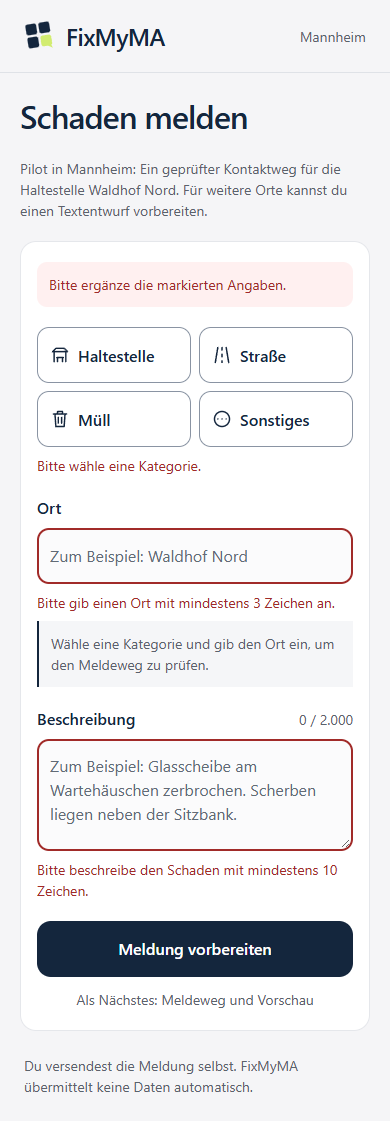 FixMyMA
Mannheim
Schaden melden
Pilot in Mannheim: Ein geprüfter Kontaktweg für die
Haltestelle Waldhof Nord. Für weitere Orte kannst du
einen Textentwurf vorbereiten.
Bitte ergänze die markierten Angaben.
Haltestelle
Straße
Müll
Sonstiges
Bitte wähle eine Kategorie.
Ort
Zum Beispiel: Waldhof Nord
Bitte gib einen Ort mit mindestens 3 Zeichen an.
Wähle eine Kategorie und gib den Ort ein, um
den Meldeweg zu prüfen.
Beschreibung
0 / 2.000
Zum Beispiel: Glasscheibe am
Wartehäuschen zerbrochen. Scherben
liegen neben der Sitzbank.
Bitte beschreibe den Schaden mit mindestens 10
Zeichen.
Meldung vorbereiten
Als Nächstes: Meldeweg und Vorschau
Du versendest die Meldung selbst. FixMyMA
übermittelt keine Daten automatisch.